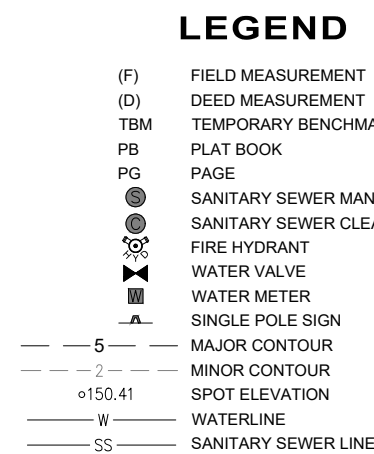 LEGEND
(F) FIELD MEASUREMENT
(D) DEED MEASUREMENT
TBM TEMPORARY BENCHMA
PB PLAT BOOK
PG PAGE
S SANITARY SEWER MAN
C SANITARY SEWER CLEA
HYD FIRE HYDRANT
WATER VALVE
W WATER METER
SINGLE POLE SIGN
5 MAJOR CONTOUR
2 MINOR CONTOUR
150.41 SPOT ELEVATION
W WATERLINE
SS SANITARY SEWER LINE